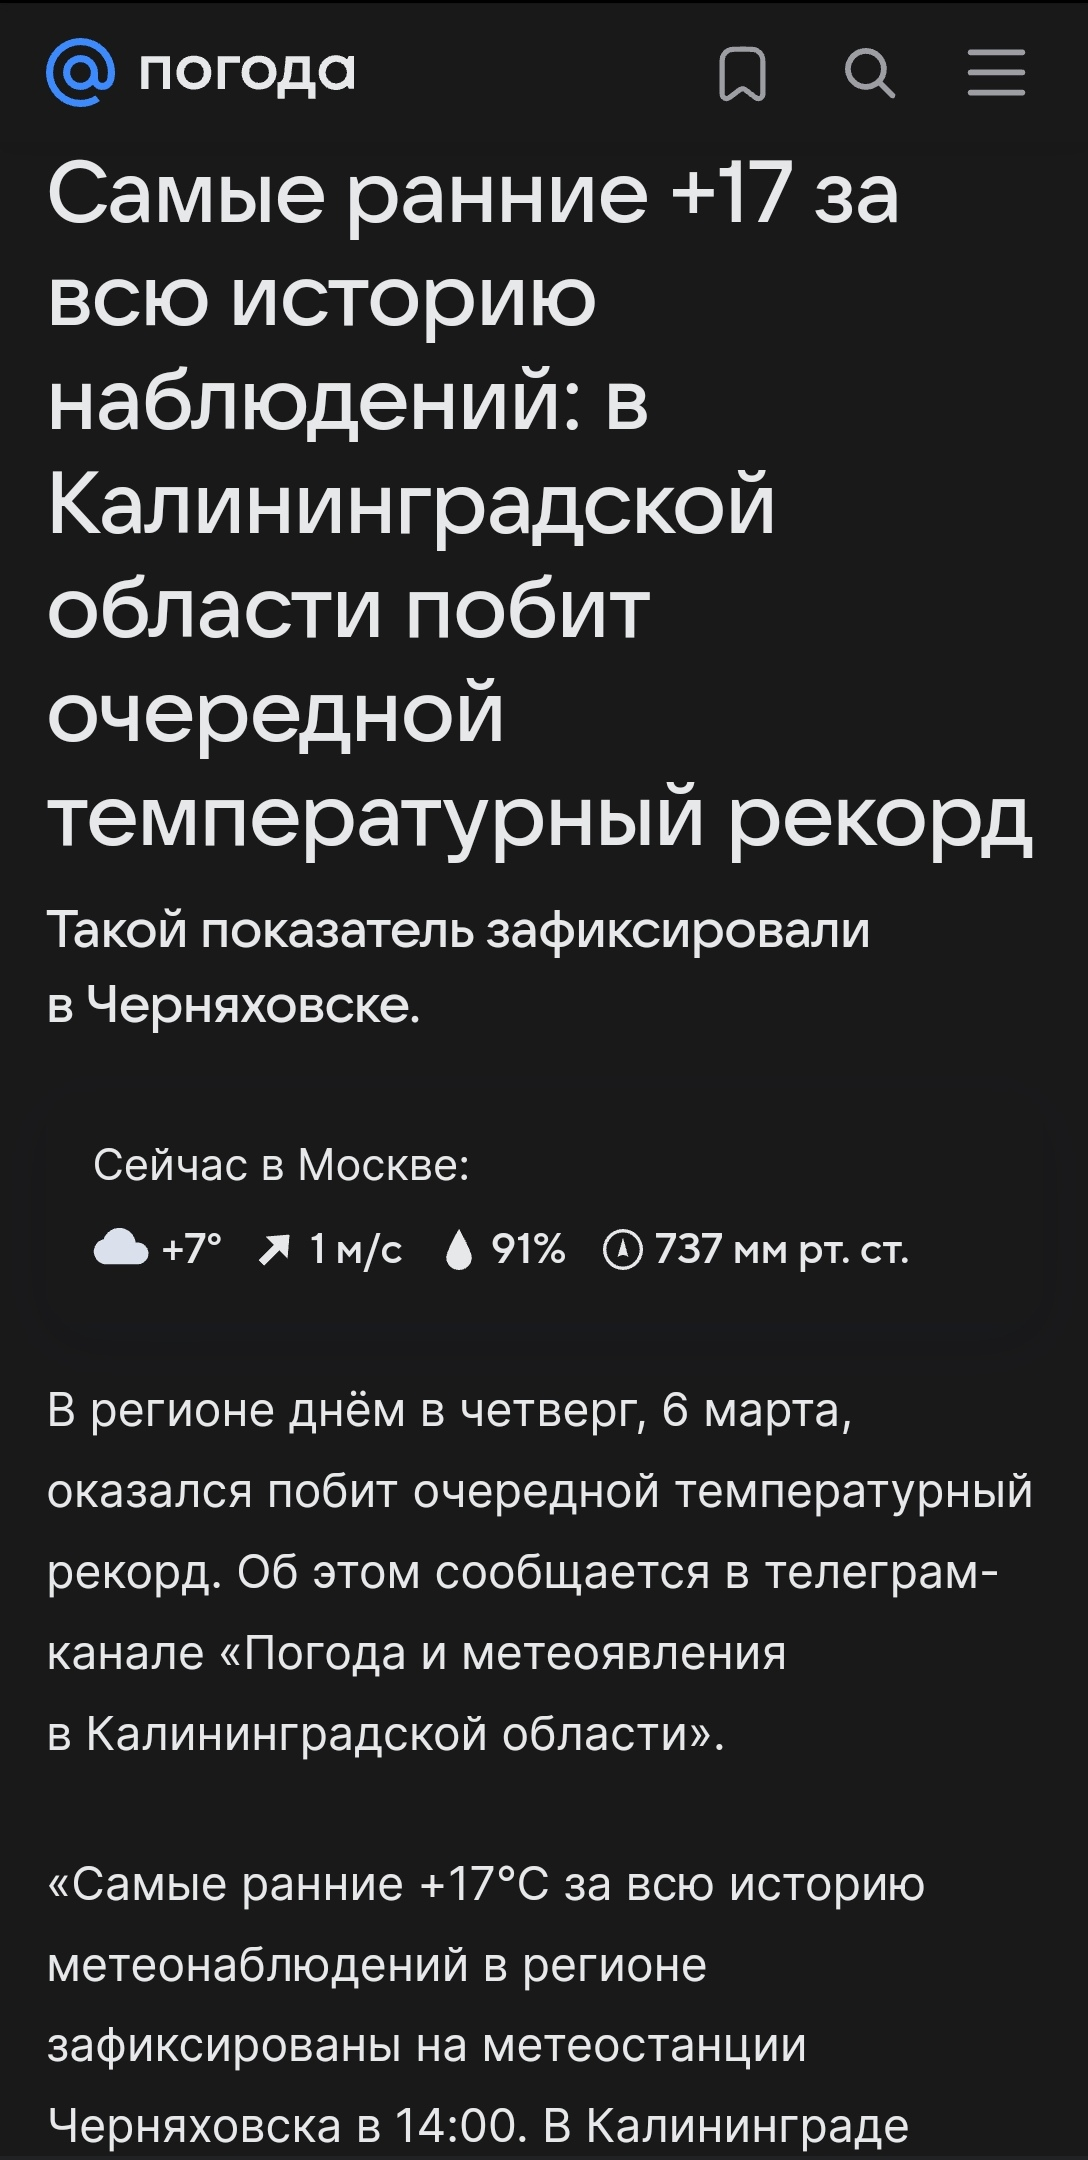 погода
Самые ранние +17 за
всю историю
наблюдений: в
Калининградской
области побит
очередной
температурный рекорд
Такой показатель зафиксировали
в Черняховске.
Сейчас в Москве:
+7° 1 м/с 91% 737 мм рт. ст.
В регионе днём в четверг, 6 марта,
оказался побит очередной температурный
рекорд. Об этом сообщается в телеграм-
канале «Погода и метеоявления
в Калининградской области».
«Самые ранние +17°C за всю историю
метеонаблюдений в регионе
зафиксированы на метеостанции
Черняховска в 14:00. В Калининграде